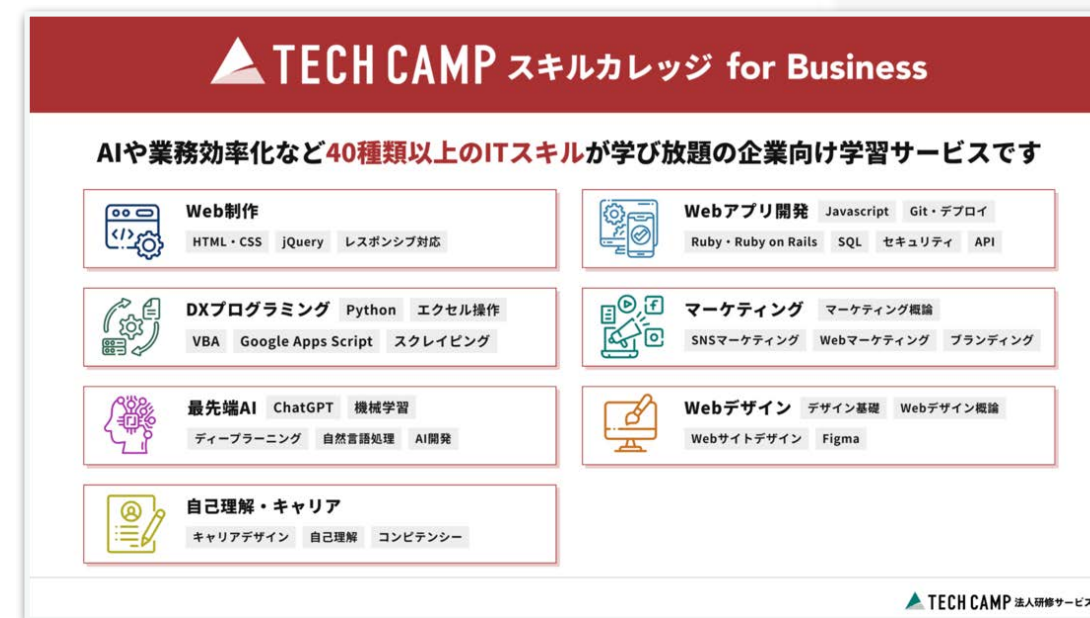 TECH CAMP スキルカレッジ for Business
AIや業務効率化など40種類以上のITスキルが学び放題の企業向け学習サービスです
Web制作
HTML・CSS jQuery レスポンシブ対応
Webアプリ開発 Javascript Git・デプロイ
Ruby・Ruby on Rails SQL セキュリティ API
DXプログラミング Python エクセル操作
VBA Google Apps Script スクレイピング
マーケティング マーケティング概論
SNSマーケティング Webマーケティング ブランディング
最先端AI ChatGPT 機械学習
ディープラーニング 自然言語処理 AI開発
Webデザイン デザイン基礎 Webデザイン概論
Webサイトデザイン Figma
自己理解・キャリア
キャリアデザイン 自己理解 コンピテンシー
TECH CAMP 法人研修サービス